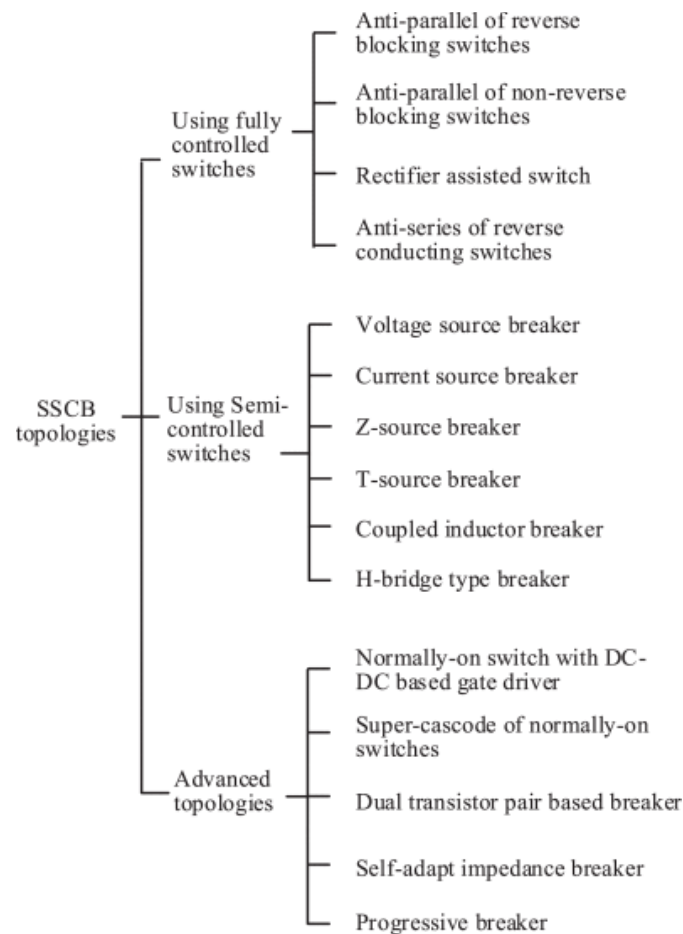 SSCB
topologies
Using fully
controlled
switches
Anti-parallel of reverse
blocking switches
Anti-parallel of non-reverse
blocking switches
Rectifier assisted switch
Anti-series of reverse
conducting switches
Using Semi-
controlled
switches
Voltage source breaker
Current source breaker
Z-source breaker
T-source breaker
Coupled inductor breaker
H-bridge type breaker
Advanced
topologies
Normally-on switch with DC-
DC based gate driver
Super-cascode of normally-on
switches
Dual transistor pair based breaker
Self-adapt impedance breaker
Progressive breaker